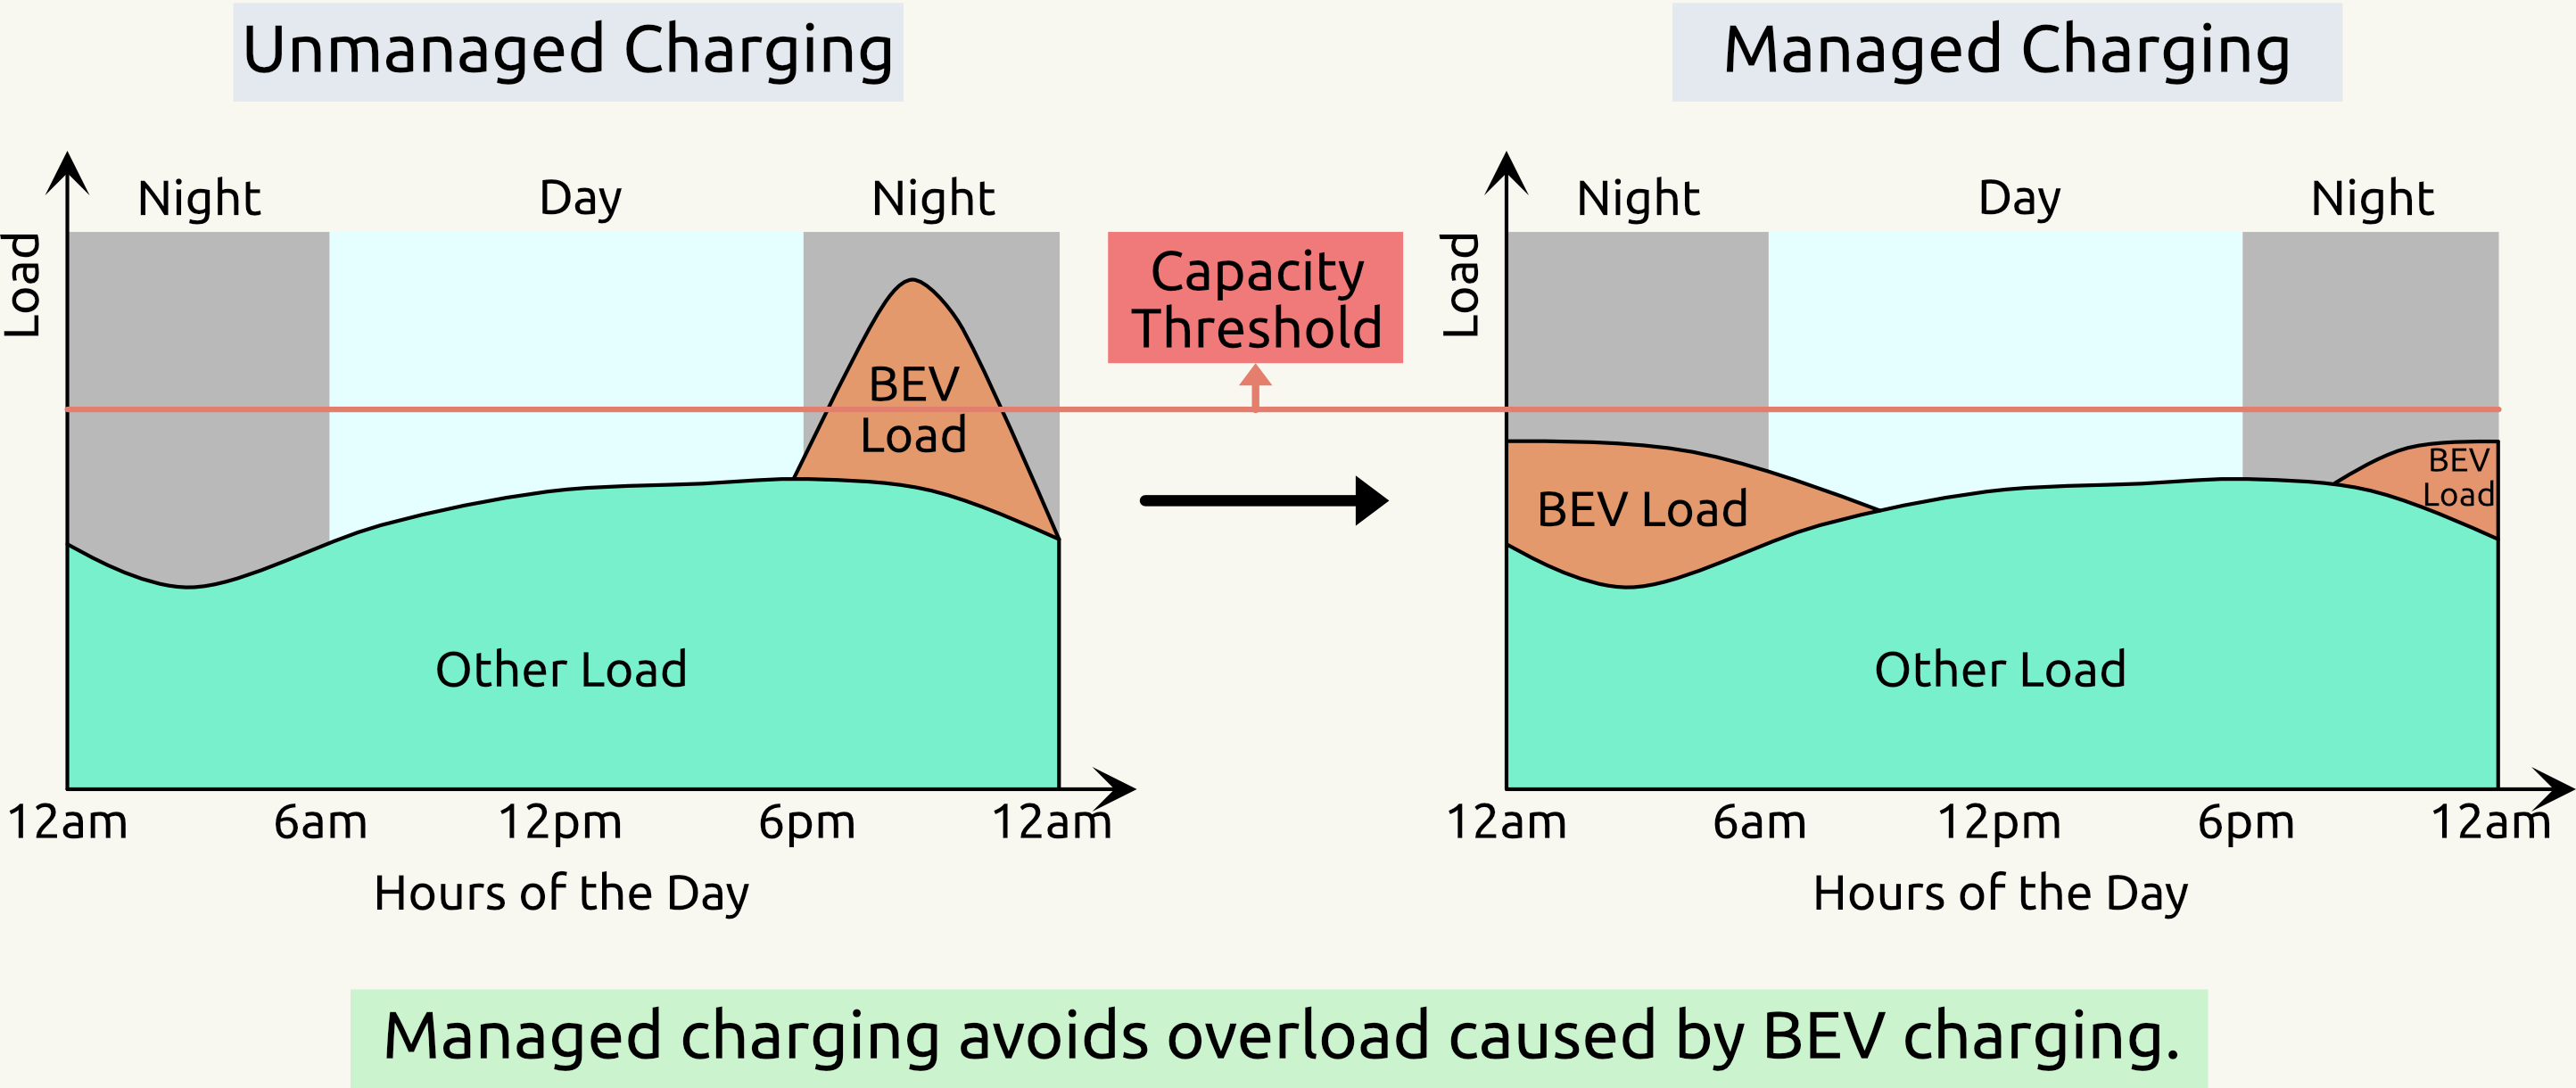 Unmanaged Charging
Managed Charging
Night
Day
Night
Load
BEV
Load
Other Load
12am
6am
12pm
6pm
12am
Hours of the Day
Capacity
Threshold
Night
Day
Night
Load
BEV Load
BEV
Load
Other Load
12am
6am
12pm
6pm
12am
Hours of the Day
Managed charging avoids overload caused by BEV charging.